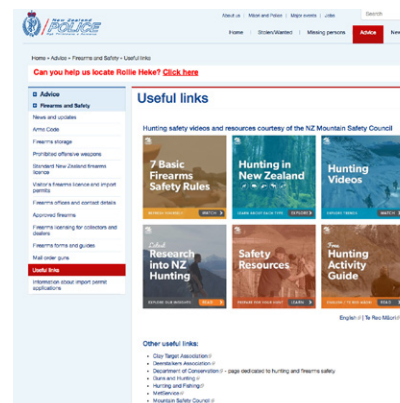 New Zealand
POLICE
About us | Maori and Police | Major events | Jobs
Search
Home | Stolen/Wanted | Missing persons
Advice
New
Home › Advice › Firearms and Safety › Useful links
Can you help us locate Rollie Heke? Click here
Advice
Firearms and Safety
News and updates
Arms Code
Firearms storage
Prohibited offensive weapons
Standard New Zealand firearms
licence
Visitor's firearms licence and import
permits
Firearms offices and contact details
Approved firearms
Firearms licensing for collectors and
dealers
Firearms forms and guides
Mail order guns
Useful links
Information about import permit
applications
Useful links
Hunting safety videos and resources courtesy of the NZ Mountain Safety Council
7 Basic
Firearms
Safety Rules
WATCH
Hunting in
New Zealand
EXPLORE
Hunting
Videos
WATCH
Latest
Research
into NZ
Hunting
Safety
Resources
LEARN
Free
Hunting
Activity
Guide
English | Te Reo Māori
Other useful links:
Clay Target Association
Deerstalkers Association
Department of Conservation - page dedicated to hunting and firearms safety
Guns and Hunting
Hunting and Fishing
MetService
Mountain Safety Council